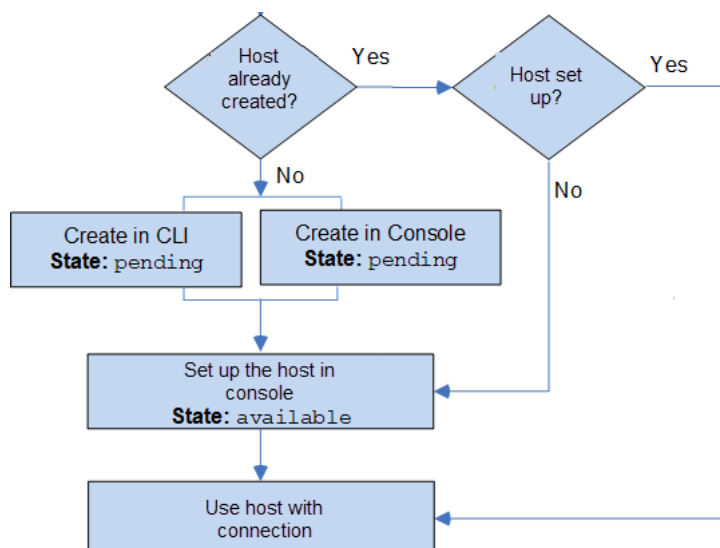 Host
already
created?
Yes
Host set
up?
Yes
No
No
Create in CLI
State: pending
Create in Console
State: pending
Set up the host in
console
State: available
Use host with
connection